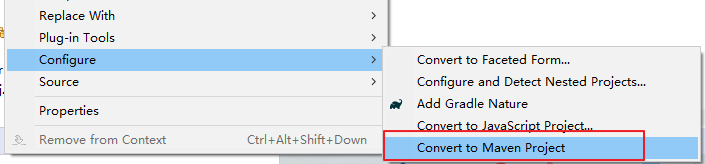 Replace With
Plug-in Tools
Configure
Source
Properties
Remove from Context Ctrl+Alt+Shift+Down
Convert to Faceted Form...
Configure and Detect Nested Projects...
Add Gradle Nature
Convert to JavaScript Project...
Convert to Maven Project